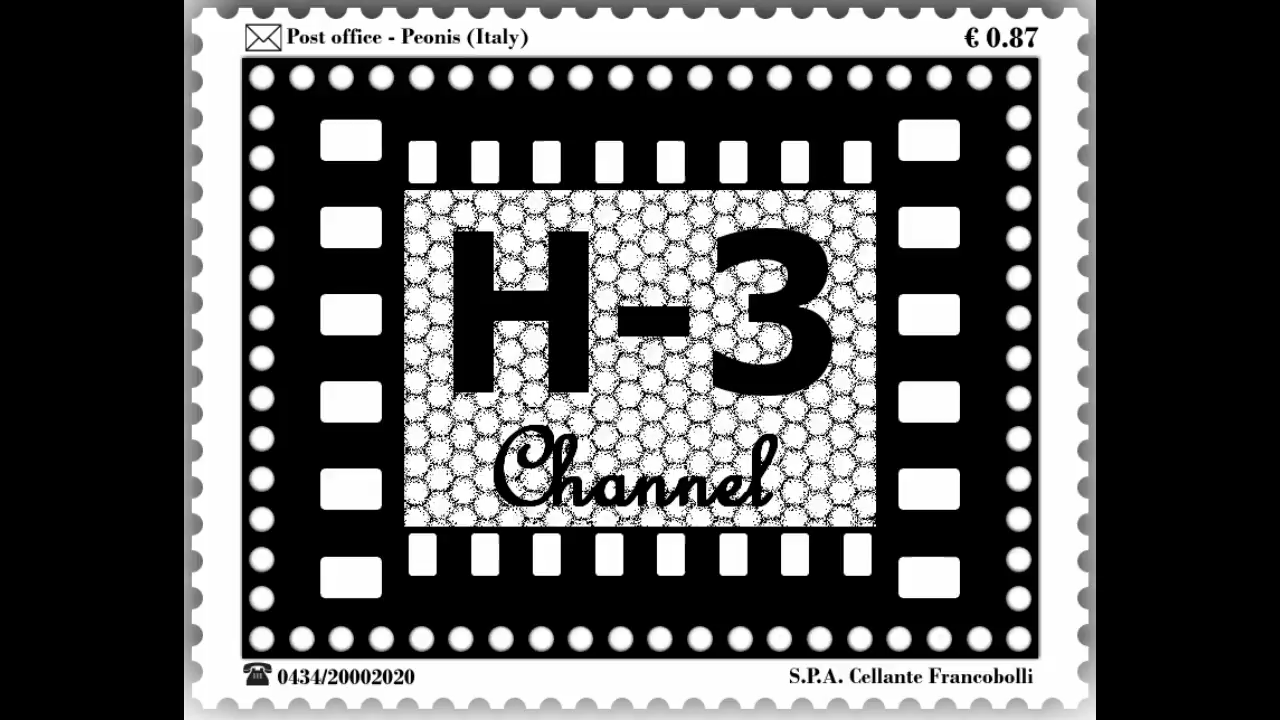 Post office - Peonis (Italy)
€ 0.87
H-3
Channel
0434/20002020
S.P.A. Cellante Francobolli